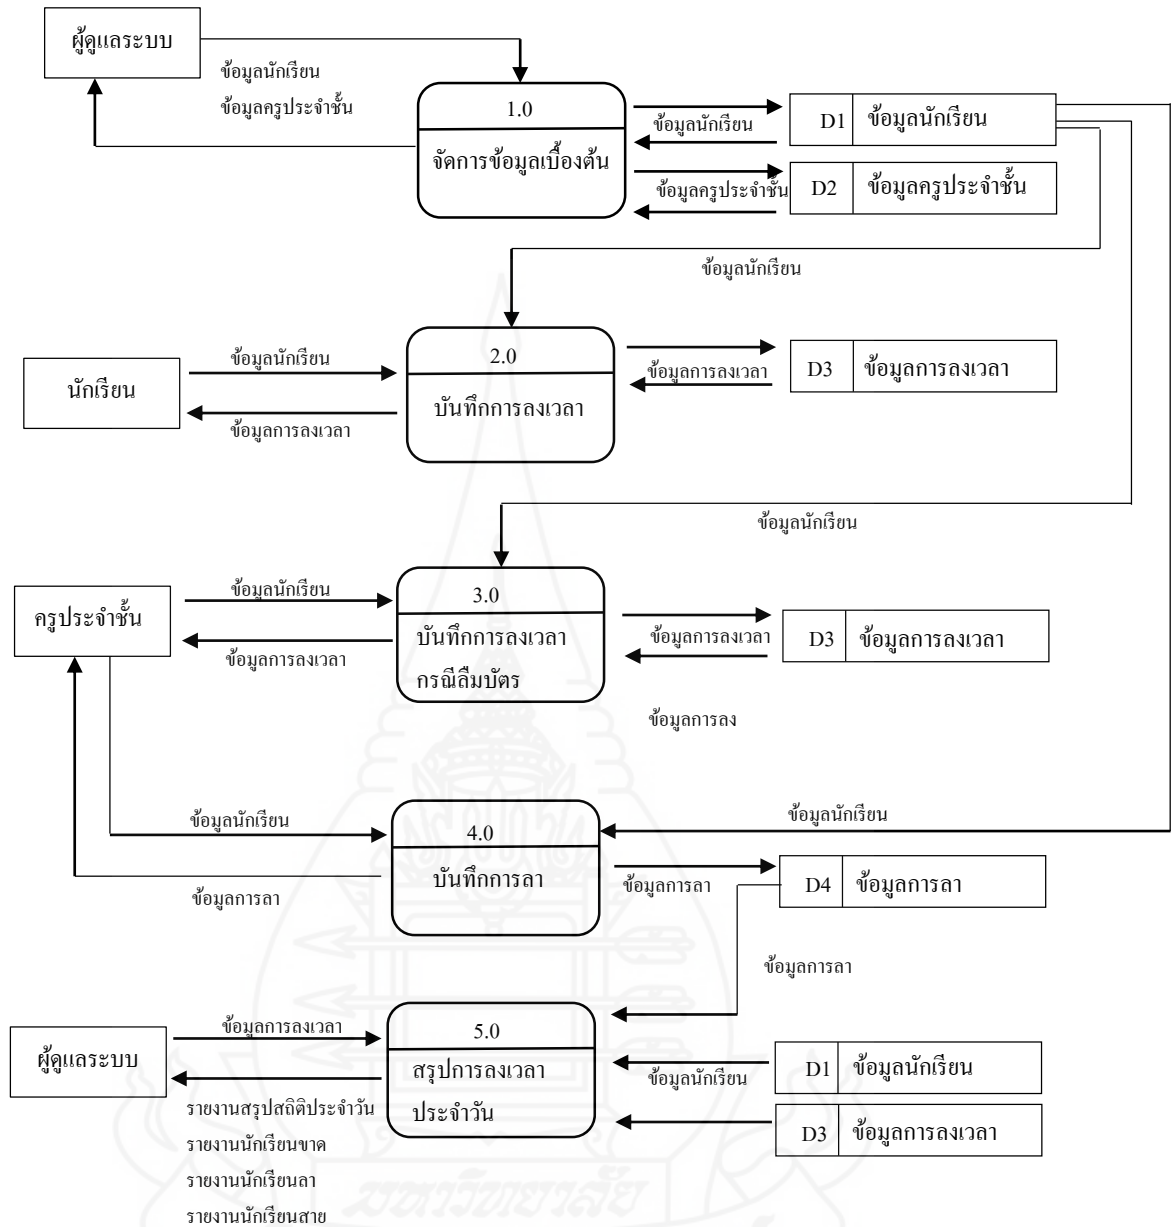 ผู้ดูแลระบบ
ข้อมูลนักเรียน
ข้อมูลครูประจำชั้น
1.0
จัดการข้อมูลเบื้องต้น
ข้อมูลนักเรียน
D1 ข้อมูลนักเรียน
ข้อมูลครูประจำชั้น
D2 ข้อมูลครูประจำชั้น
ข้อมูลนักเรียน
นักเรียน
ข้อมูลนักเรียน
ข้อมูลการลงเวลา
2.0
บันทึกการลงเวลา
ข้อมูลการลงเวลา
D3 ข้อมูลการลงเวลา
ข้อมูลนักเรียน
ครูประจำชั้น
ข้อมูลนักเรียน
ข้อมูลการลงเวลา
3.0
บันทึกการลงเวลา
กรณีลืมบัตร
ข้อมูลการลงเวลา
D3 ข้อมูลการลงเวลา
ข้อมูลการลง
ข้อมูลนักเรียน
ข้อมูลการลา
4.0
บันทึกการลา
ข้อมูลนักเรียน
ข้อมูลการลา
D4 ข้อมูลการลา
ข้อมูลการลา
ผู้ดูแลระบบ
ข้อมูลการลงเวลา
5.0
สรุปการลงเวลา
ประจำวัน
ข้อมูลนักเรียน
D1 ข้อมูลนักเรียน
D3 ข้อมูลการลงเวลา
รายงานสรุปสถิติประจำวัน
รายงานนักเรียนขาด
รายงานนักเรียนลา
รายงานนักเรียนสาย
มหาวิทยาลัย